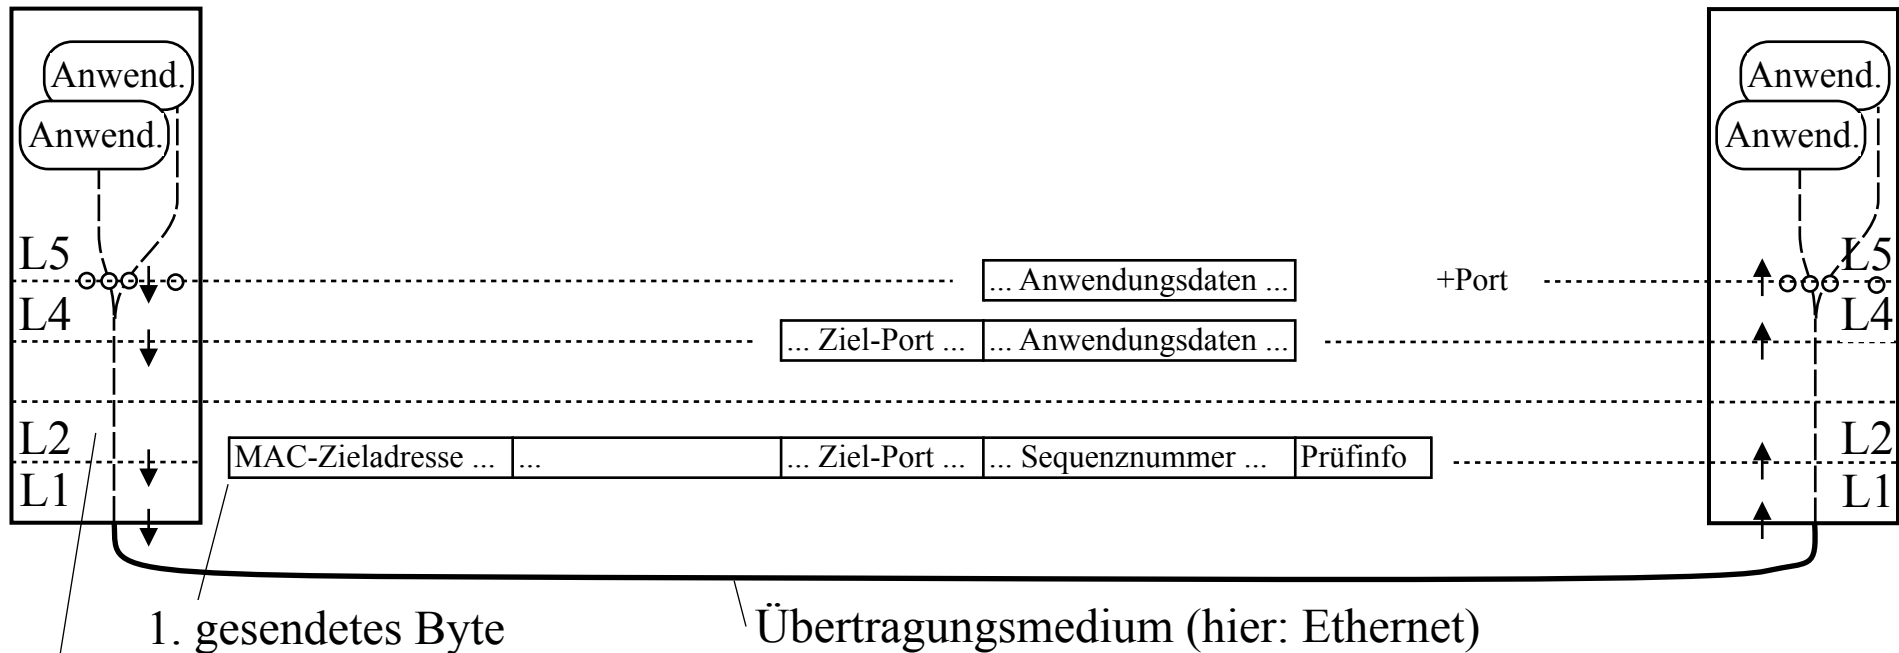 Anwend.
Anwend.
Anwend.
Anwend.
L5
L5
... Anwendungsdaten ...
+Port
L4
L4
... Ziel-Port ...
... Anwendungsdaten ...
L2
L2
MAC-Zieladresse ...
...
... Ziel-Port ...
... Sequenznummer ...
Prüfinfo
L1
L1
1. gesendetes Byte
Übertragungsmedium (hier: Ethernet)